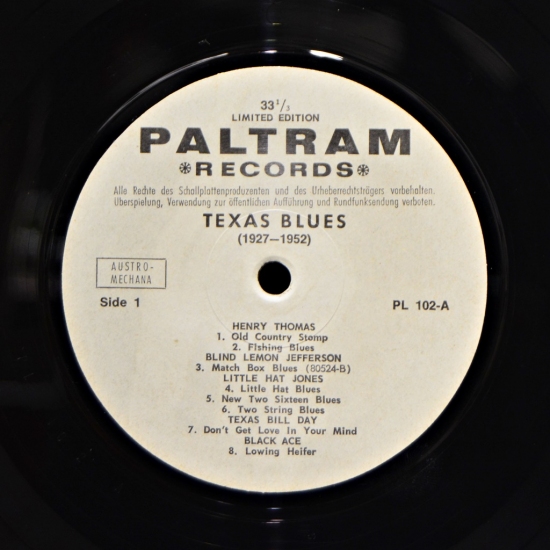 33 1/3
LIMITED EDITION
PALTRAM
*RECORDS*
Alle Rechte des Schallplattenproduzenten und des Urheberrechtsträgers vorbehalten.
Überspielung, Verwendung zur öffentlichen Aufführung und Rundfunksendung verboten.
TEXAS BLUES
(1927—1952)
AUSTRO-
MECHANA
Side 1
PL 102-A
HENRY THOMAS
1. Old Country Stomp
2. Fishing Blues
BLIND LEMON JEFFERSON
3. Match Box Blues (80524-B)
LITTLE HAT JONES
4. Little Hat Blues
5. New Two Sixteen Blues
6. Two String Blues
TEXAS BILL DAY
7. Don't Get Love In Your Mind
BLACK ACE
8. Lowing Heifer